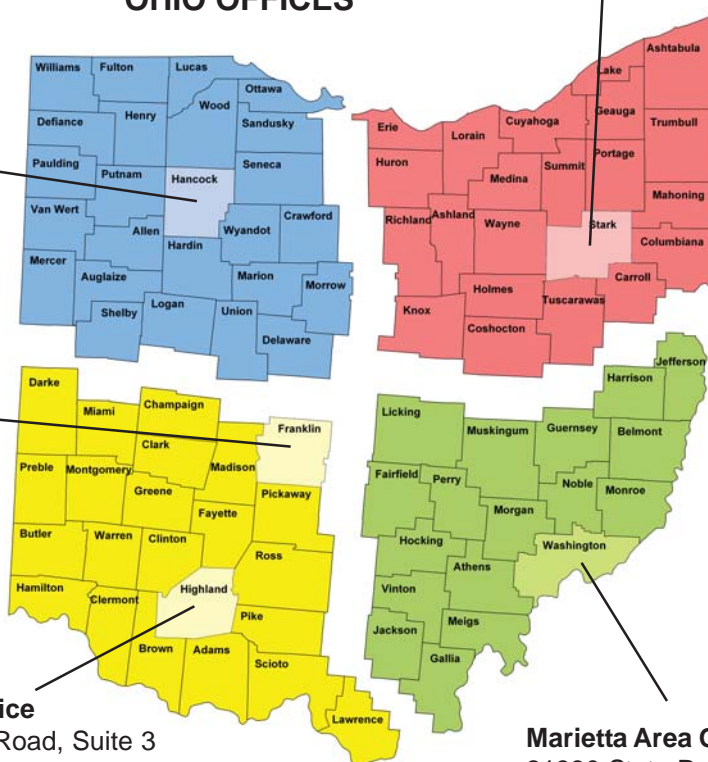 OHIO OFFICES
Williams
Fulton
Lucas
Ottawa
Wood
Defiance
Henry
Sandusky
Paulding
Putnam
Hancock
Seneca
Van Wert
Allen
Hardin
Wyandot
Crawford
Mercer
Auglaize
Marion
Morrow
Shelby
Logan
Union
Delaware
Ashtabula
Lake
Geauga
Cuyahoga
Trumbull
Erie
Lorain
Huron
Medina
Summit
Portage
Mahoning
Richland
Ashland
Wayne
Stark
Columbiana
Carroll
Holmes
Tuscarawas
Knox
Coshocton
Darke
Miami
Champaign
Franklin
Clark
Preble
Montgomery
Madison
Greene
Pickaway
Fayette
Butler
Warren
Clinton
Ross
Hamilton
Clermont
Highland
Pike
Brown
Adams
Scioto
Lawrence
Jefferson
Harrison
Licking
Muskingum
Guernsey
Belmont
Fairfield
Perry
Noble
Monroe
Morgan
Hocking
Washington
Athens
Vinton
Meigs
Jackson
Gallia
ice
Road, Suite 3
Marietta Area